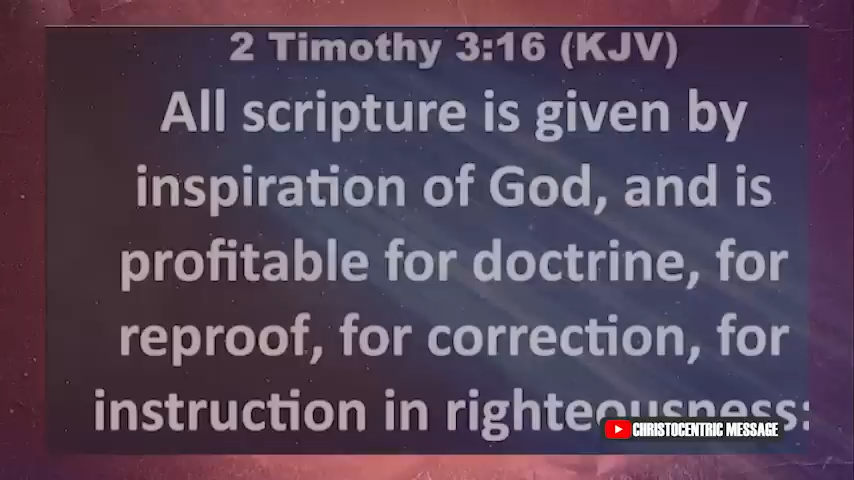 2 Timothy 3:16 (KJV)
All scripture is given by
inspiration of God, and is
profitable for doctrine, for
reproof, for correction, for
instruction in righteousness:
CHRISTOCENTRIC MESSAGE